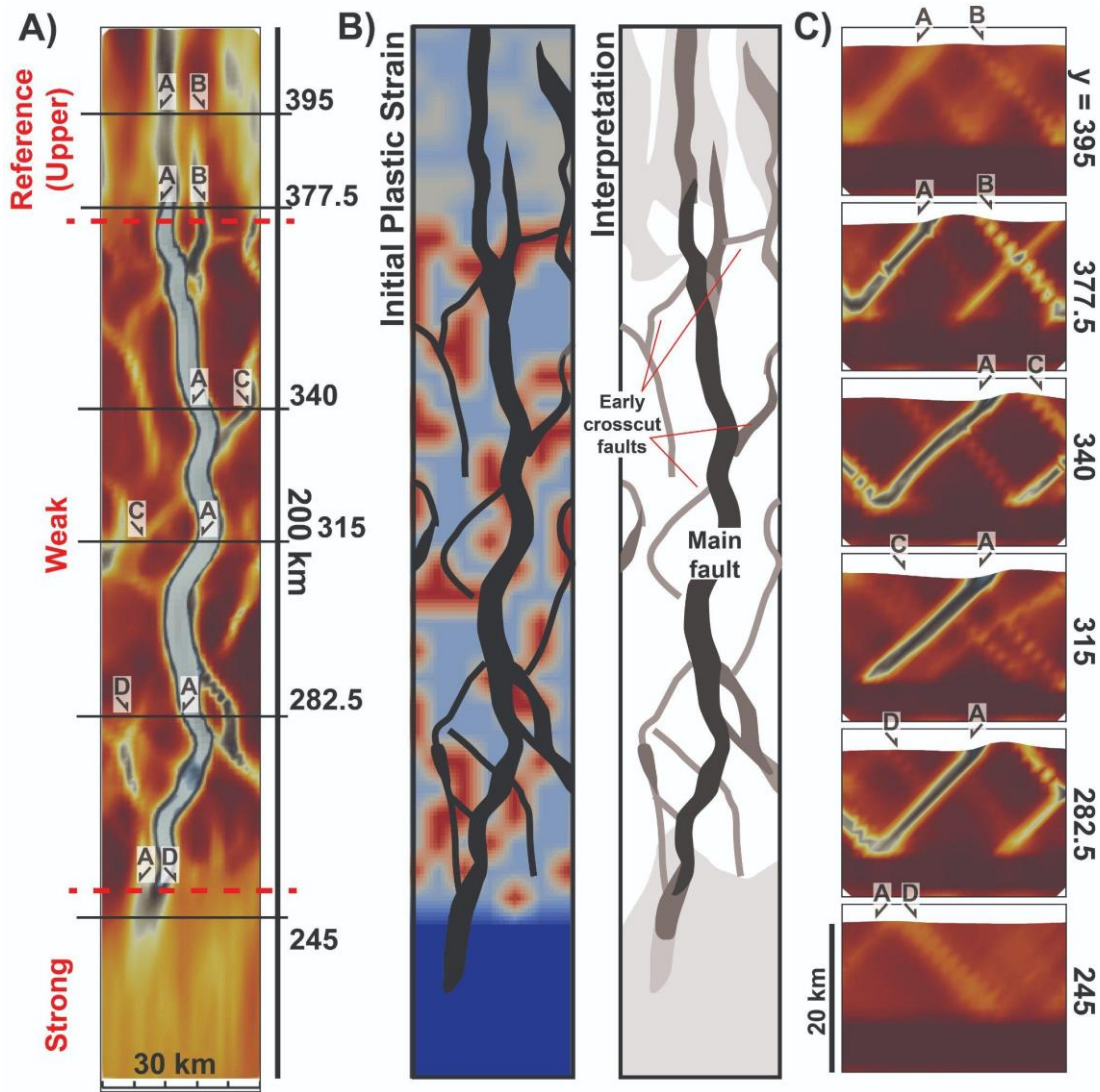 A)
Reference
(Upper)
Weak
Strong
A
B
395
A
B
377.5
A
C
340
C
A
315
200 km
D
A
282.5
A
D
245
30 km
B)
Initial Plastic Strain
Interpretation
Early
crosscut
faults
Main
fault
C)
A
B
y = 395
A
B
377.5
A
C
340
C
A
315
D
A
282.5
A
D
245
20 km